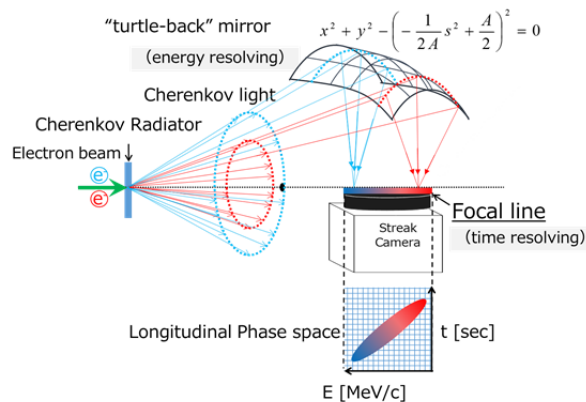 “turtle-back” mirror
(energy resolving)
x² + y² − (− 1/2A s² + A/2)² = 0
Cherenkov light
Cherenkov Radiator
Electron beam
e⁻
e⁻
Focal line
(time resolving)
Streak
Camera
Longitudinal Phase space
t [sec]
E [MeV/c]